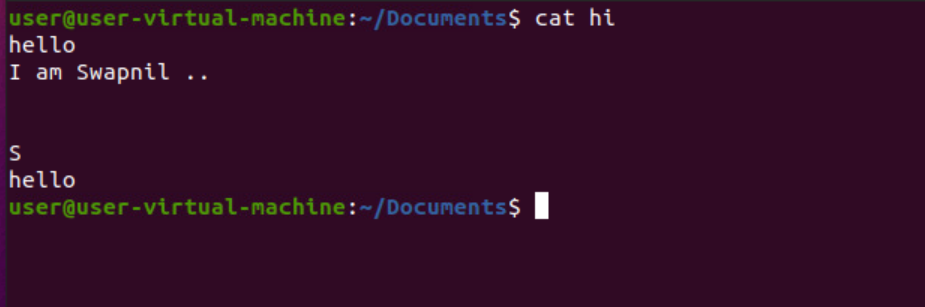 user@user-virtual-machine:~/Documents$ cat hi
hello
I am Swapnil ..
S
hello
user@user-virtual-machine:~/Documents$